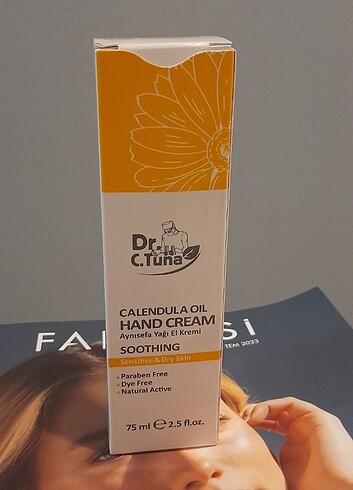 Dr.
C.Tuna
CALENDULA OIL
HAND CREAM
Aynısefa Yağı El Kremi
SOOTHING
Sensitive & Dry Skin
Paraben Free
Dye Free
Natural Active
75 ml ℮ 2.5 fl.oz.
FA Sİ
TEM 2023